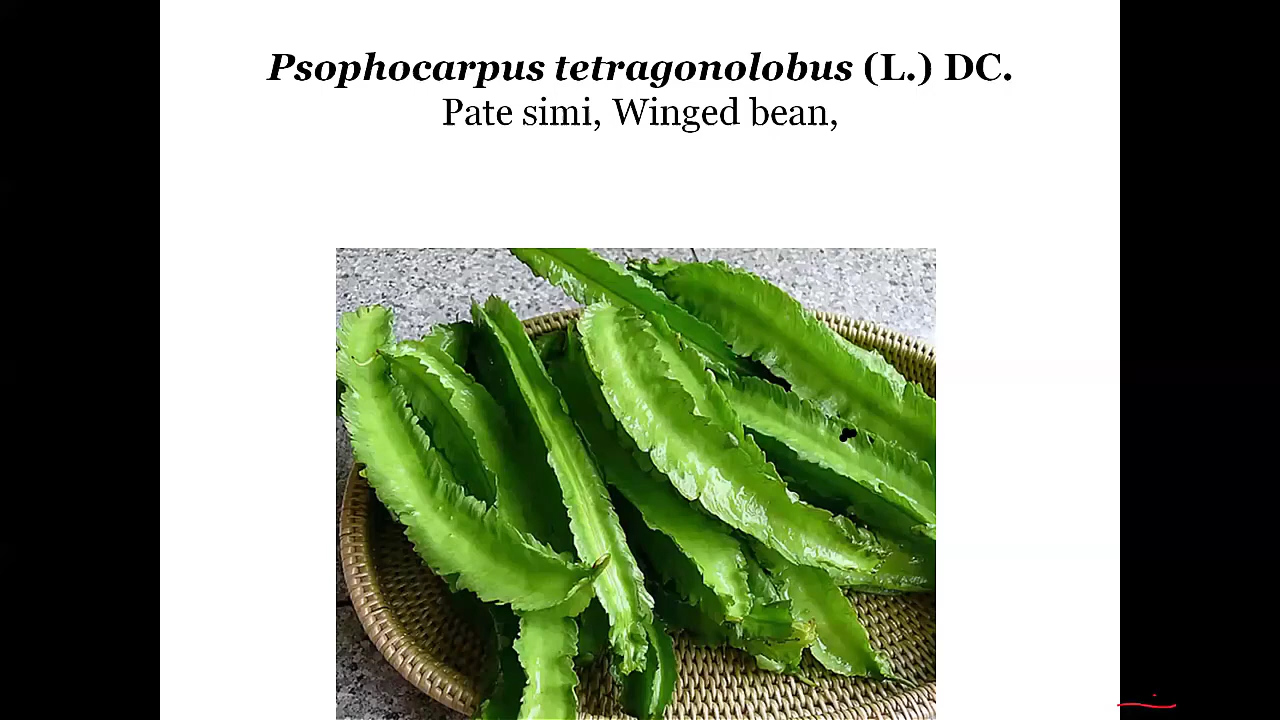 Psophocarpus tetragonolobus (L.) DC.
Pate simi, Winged bean,